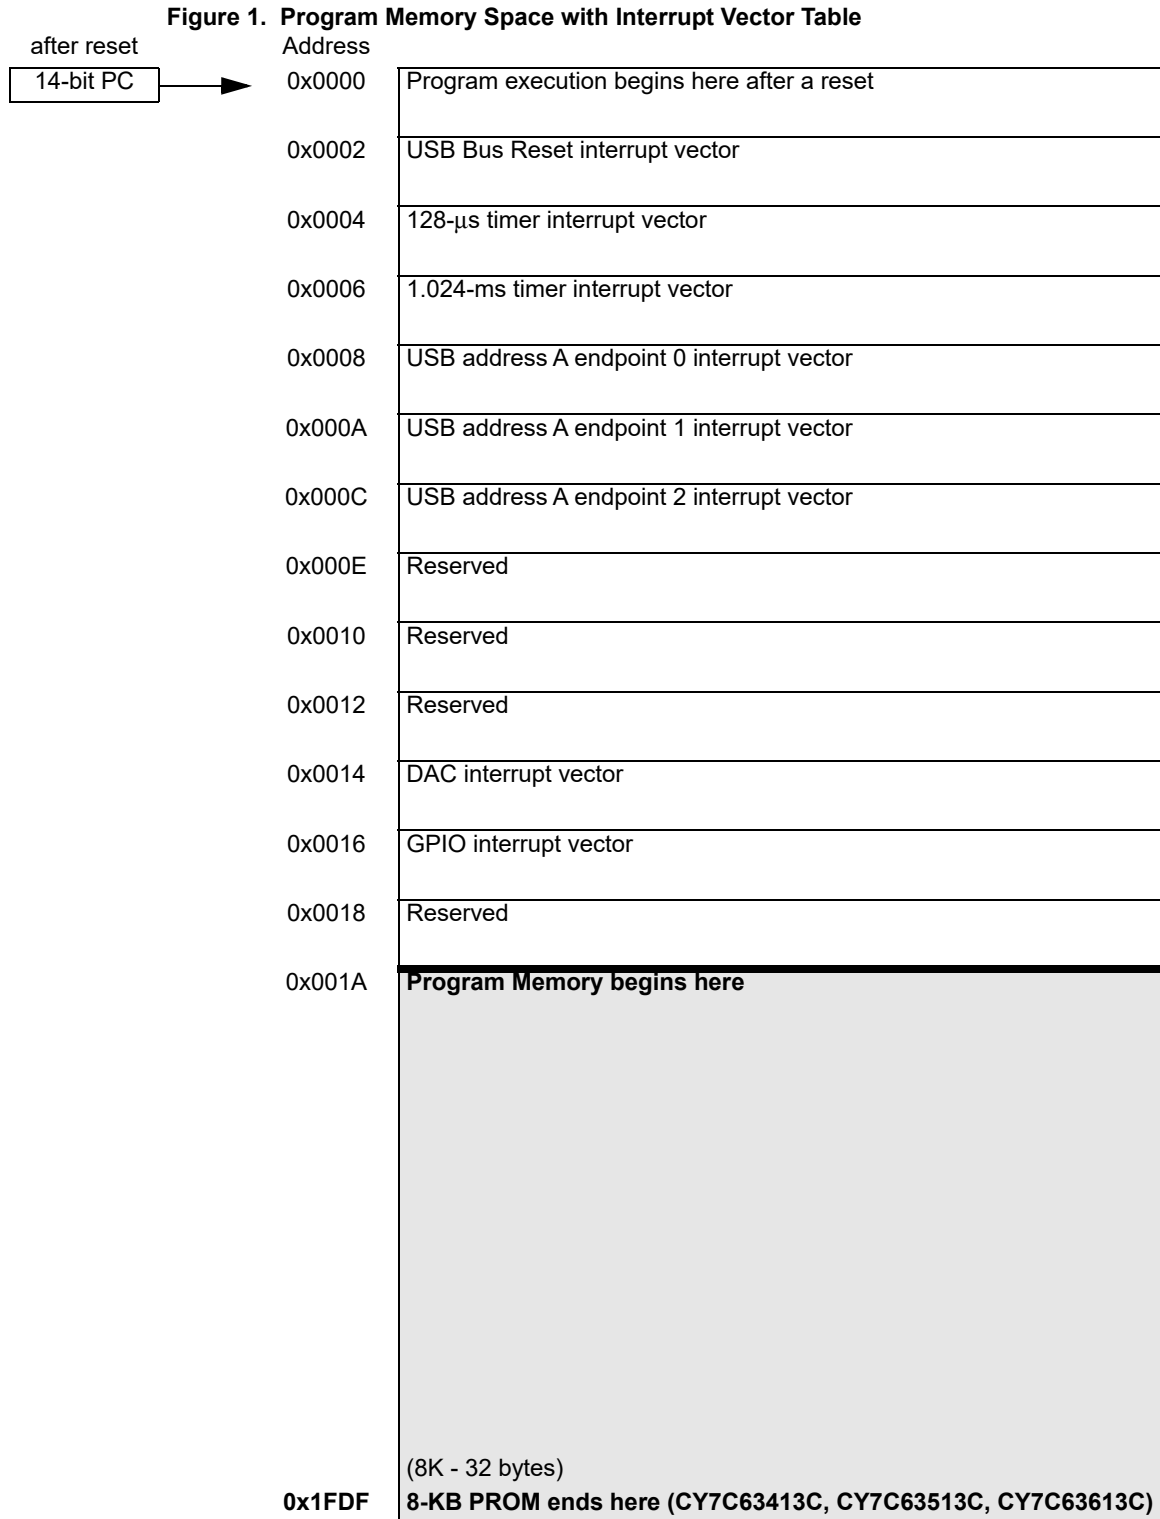 Figure 1. Program Memory Space with Interrupt Vector Table
after reset Address
14-bit PC 0x0000 Program execution begins here after a reset
0x0002 USB Bus Reset interrupt vector
0x0004 128-μs timer interrupt vector
0x0006 1.024-ms timer interrupt vector
0x0008 USB address A endpoint 0 interrupt vector
0x000A USB address A endpoint 1 interrupt vector
0x000C USB address A endpoint 2 interrupt vector
0x000E Reserved
0x0010 Reserved
0x0012 Reserved
0x0014 DAC interrupt vector
0x0016 GPIO interrupt vector
0x0018 Reserved
0x001A Program Memory begins here
(8K - 32 bytes)
0x1FDF 8-KB PROM ends here (CY7C63413C, CY7C63513C, CY7C63613C)